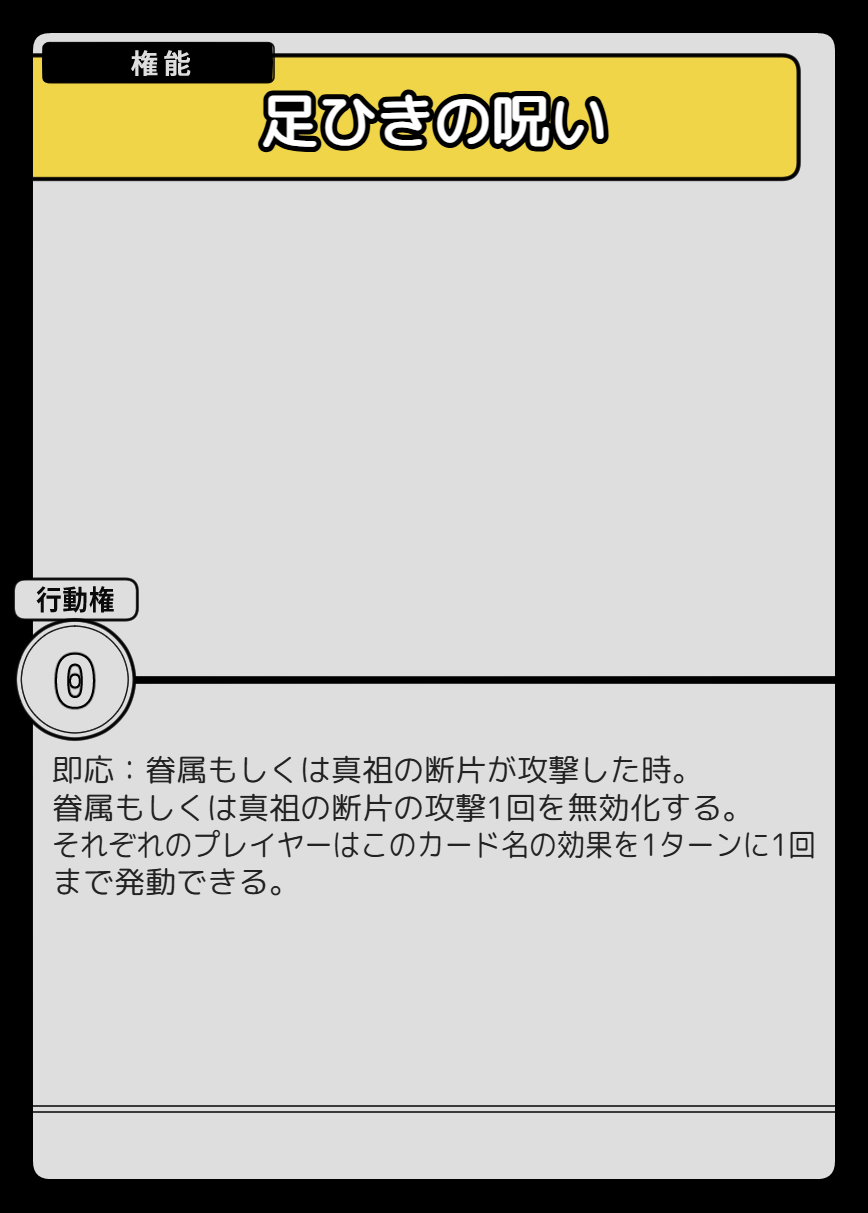 権能
足ひきの呪い
行動権
0
即応：眷属もしくは真祖の断片が攻撃した時。
眷属もしくは真祖の断片の攻撃1回を無効化する。
それぞれのプレイヤーはこのカード名の効果を1ターンに1回
まで発動できる。